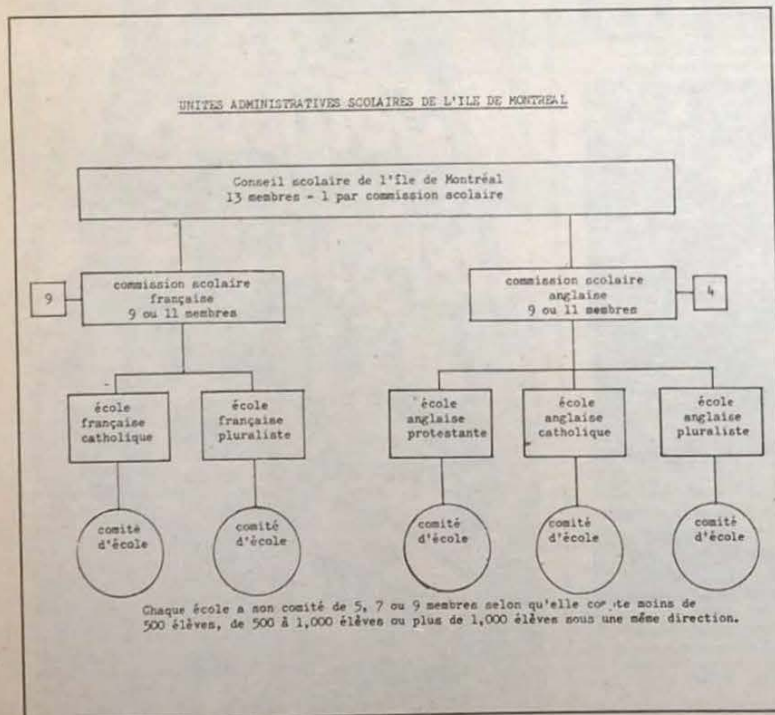 UNITES ADMINISTRATIVES SCOLAIRES DE L'ILE DE MONTREAL
Conseil scolaire de l'Île de Montréal
13 membres - 1 par commission scolaire
9
commission scolaire
française
9 ou 11 membres
commission scolaire
anglaise
9 ou 11 membres
4
école
française
catholique
école
française
pluraliste
école
anglaise
protestante
école
anglaise
catholique
école
anglaise
pluraliste
comité
d'école
comité
d'école
comité
d'école
comité
d'école
comité
d'école
Chaque école a son comité de 5, 7 ou 9 membres selon qu'elle moins de
500 élèves, de 500 à 1,000 élèves ou plus de 1,000 élèves sous une même direction.